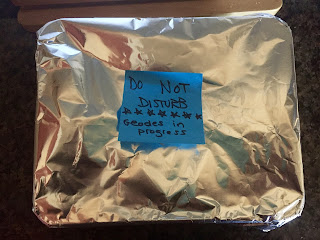 DO NOT
DISTURB
*******
Geodes in
progress